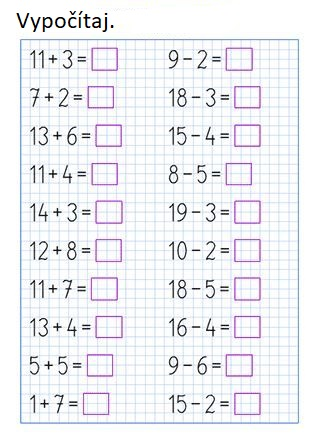 Vypočítaj.
11 + 3 = 9 - 2 =
7 + 2 = 18 - 3 =
13 + 6 = 15 - 4 =
11 + 4 = 8 - 5 =
14 + 3 = 19 - 3 =
12 + 8 = 10 - 2 =
11 + 7 = 18 - 5 =
13 + 4 = 16 - 4 =
5 + 5 = 9 - 6 =
1 + 7 = 15 - 2 =